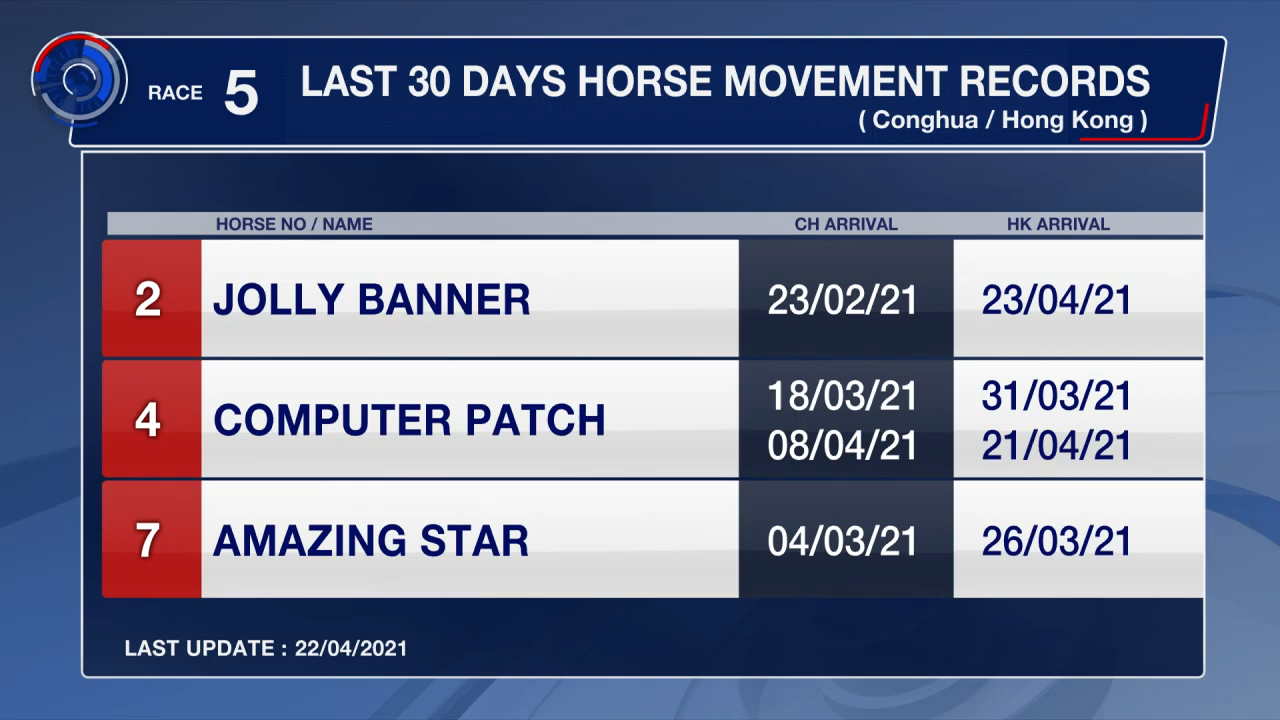 RACE 5 LAST 30 DAYS HORSE MOVEMENT RECORDS
( Conghua / Hong Kong )
HORSE NO / NAME CH ARRIVAL HK ARRIVAL
2 JOLLY BANNER 23/02/21 23/04/21
4 COMPUTER PATCH 18/03/21 31/03/21
08/04/21 21/04/21
7 AMAZING STAR 04/03/21 26/03/21
LAST UPDATE : 22/04/2021